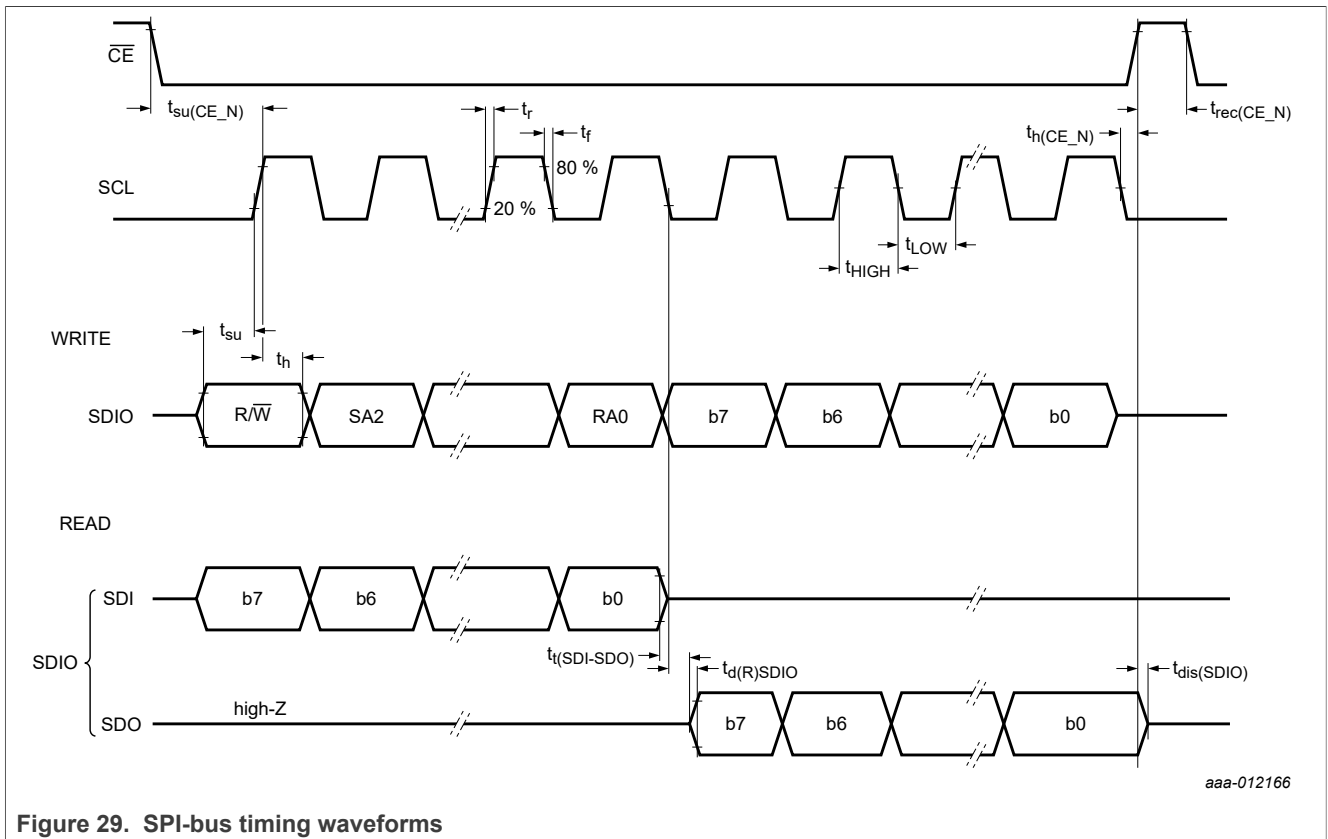 CE
tsu(CE_N)
tr
tf
th(CE_N)
trec(CE_N)
SCL
80 %
20 %
tLOW
tHIGH
WRITE
tsu
th
SDIO
R/W
SA2
RA0
b7
b6
b0
READ
SDI
b7
b6
b0
SDIO
tt(SDI-SDO)
td(R)SDIO
tdis(SDIO)
SDO
high-Z
b7
b6
b0
aaa-012166
Figure 29. SPI-bus timing waveforms